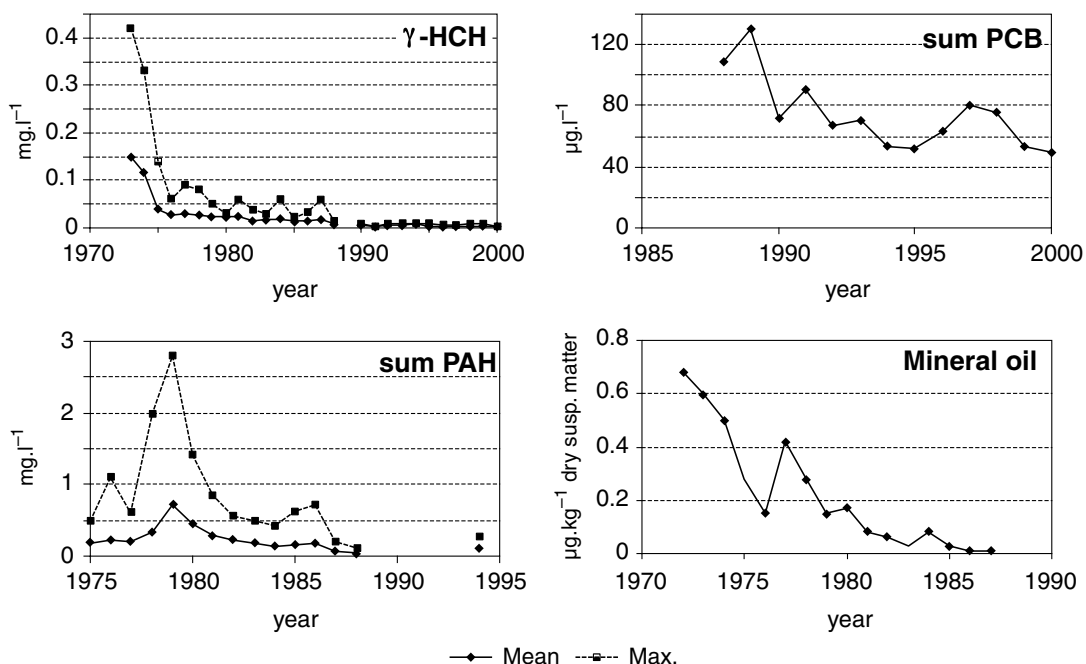 γ-HCH
mg.l⁻¹
0.4
0.3
0.2
0.1
0
1970 1980 1990 2000
year
sum PCB
µg.l⁻¹
120
80
40
0
1985 1990 1995 2000
year
sum PAH
mg.l⁻¹
3
2
1
0
1975 1980 1985 1990 1995
year
Mineral oil
µg.kg⁻¹ dry susp. matter
0.8
0.6
0.4
0.2
0
1970 1975 1980 1985 1990
year
Mean Max.